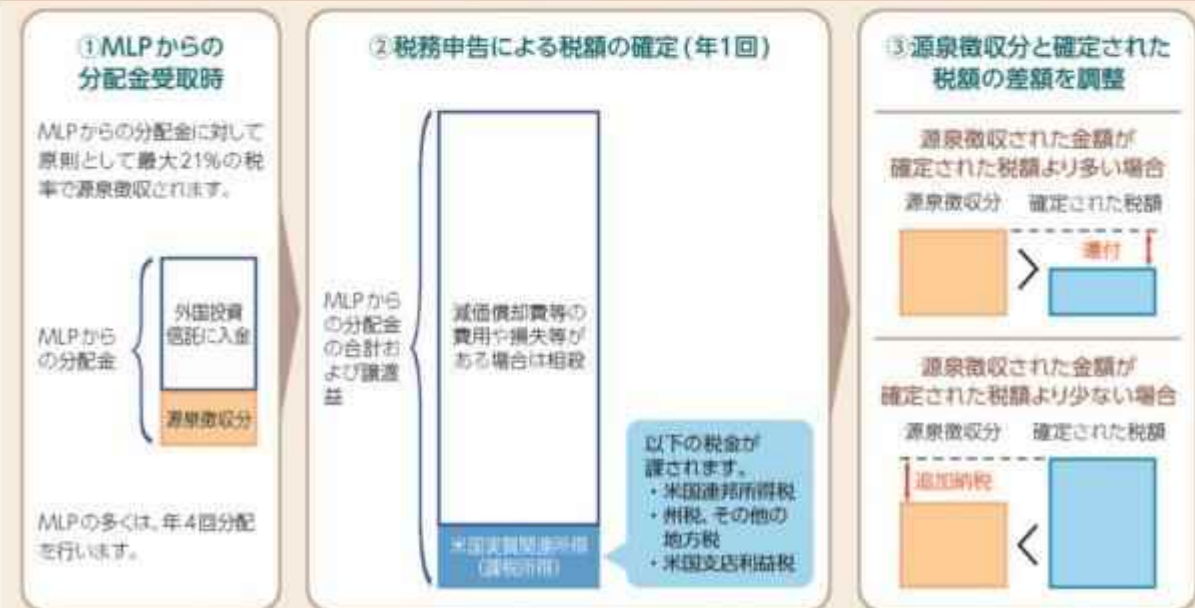 ①MLPからの
分配金受取時
MLPからの分配金に対して
原則として最大21%の税
率で源泉徴収されます。
MLPから
の分配金
外国投資
信託に入金
源泉徴収分
MLPの多くは、年4回分配
を行います。
②税務申告による税額の確定(年1回)
MLPから
の分配金
の合計お
よび譲渡
益
減価償却費等の
費用や損失等が
ある場合は相殺
米国実質関連所得
(課税所得)
以下の税金が
課されます。
・米国連邦所得税
・州税、その他の
地方税
・米国支店利益税
③源泉徴収分と確定された
税額の差額を調整
源泉徴収された金額が
確定された税額より多い場合
源泉徴収分 確定された税額
>
還付
源泉徴収された金額が
確定された税額より少ない場合
源泉徴収分 確定された税額
追加納税
<